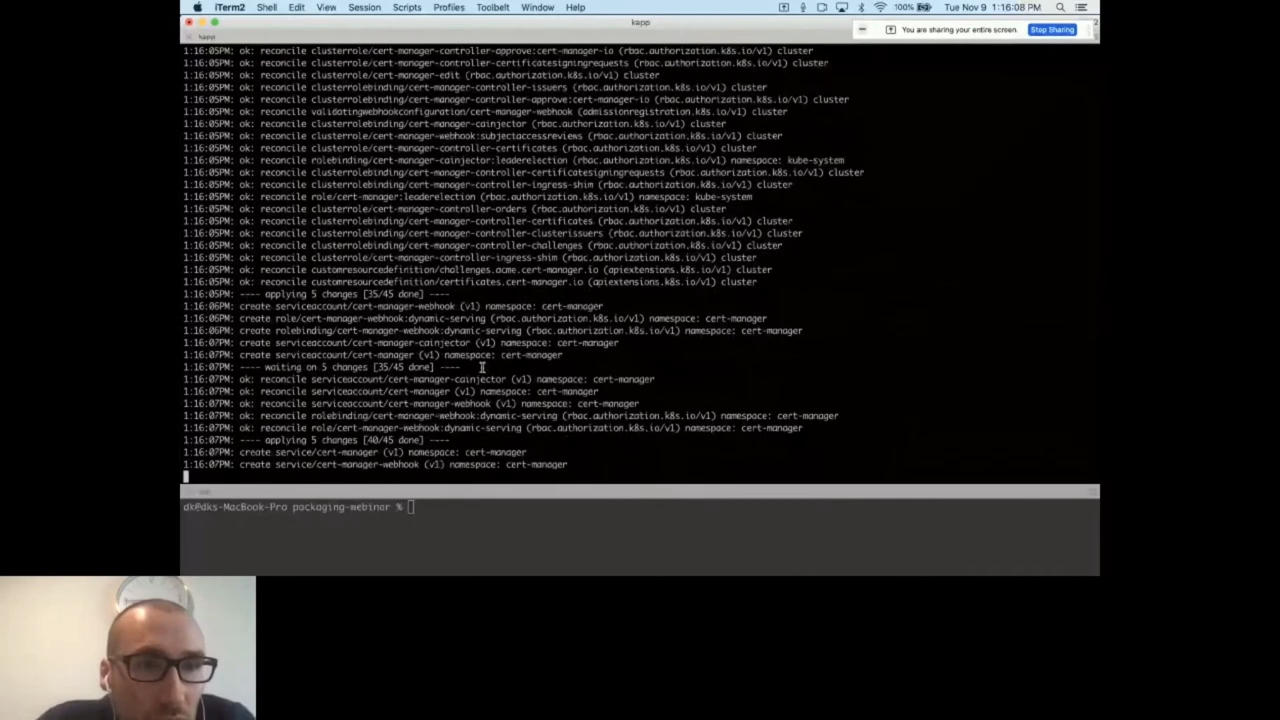 iTerm2 Shell Edit View Session Scripts Profiles Toolbelt Window Help 100% Tue Nov 9 1:16:08 PM
kapp
You are sharing your entire screen. Stop Sharing
kapp
1:16:05PM: ok: reconcile clusterrole/cert-manager-controller-approve:cert-manager-io (rbac.authorization.k8s.io/v1) cluster
1:16:05PM: ok: reconcile clusterrole/cert-manager-controller-certificatesigningrequests (rbac.authorization.k8s.io/v1) cluster
1:16:05PM: ok: reconcile clusterrole/cert-manager-edit (rbac.authorization.k8s.io/v1) cluster
1:16:05PM: ok: reconcile clusterrolebinding/cert-manager-controller-issuers (rbac.authorization.k8s.io/v1) cluster
1:16:05PM: ok: reconcile clusterrolebinding/cert-manager-controller-approve:cert-manager-io (rbac.authorization.k8s.io/v1) cluster
1:16:05PM: ok: reconcile validatingwebhookconfiguration/cert-manager-webhook (admissionregistration.k8s.io/v1) cluster
1:16:05PM: ok: reconcile clusterrolebinding/cert-manager-cainjector (rbac.authorization.k8s.io/v1) cluster
1:16:05PM: ok: reconcile clusterrole/cert-manager-webhook:subjectaccessreviews (rbac.authorization.k8s.io/v1) cluster
1:16:05PM: ok: reconcile clusterrole/cert-manager-controller-certificates (rbac.authorization.k8s.io/v1) cluster
1:16:05PM: ok: reconcile rolebinding/cert-manager-cainjector:leaderelection (rbac.authorization.k8s.io/v1) namespace: kube-system
1:16:05PM: ok: reconcile clusterrolebinding/cert-manager-controller-certificatesigningrequests (rbac.authorization.k8s.io/v1) cluster
1:16:05PM: ok: reconcile clusterrolebinding/cert-manager-controller-ingress-shim (rbac.authorization.k8s.io/v1) cluster
1:16:05PM: ok: reconcile role/cert-manager:leaderelection (rbac.authorization.k8s.io/v1) namespace: kube-system
1:16:05PM: ok: reconcile clusterrole/cert-manager-controller-orders (rbac.authorization.k8s.io/v1) cluster
1:16:05PM: ok: reconcile clusterrolebinding/cert-manager-controller-certificates (rbac.authorization.k8s.io/v1) cluster
1:16:05PM: ok: reconcile clusterrolebinding/cert-manager-controller-clusterissuers (rbac.authorization.k8s.io/v1) cluster
1:16:05PM: ok: reconcile clusterrole/cert-manager-controller-challenges (rbac.authorization.k8s.io/v1) cluster
1:16:05PM: ok: reconcile clusterrole/cert-manager-controller-ingress-shim (rbac.authorization.k8s.io/v1) cluster
1:16:05PM: ok: reconcile customresourcedefinition/challenges.acme.cert-manager.io (apiextensions.k8s.io/v1) cluster
1:16:05PM: ok: reconcile customresourcedefinition/certificates.cert-manager.io (apiextensions.k8s.io/v1) cluster
1:16:05PM: ---- applying 5 changes [35/45 done] ----
1:16:06PM: create serviceaccount/cert-manager-webhook (v1) namespace: cert-manager
1:16:06PM: create role/cert-manager-webhook:dynamic-serving (rbac.authorization.k8s.io/v1) namespace: cert-manager
1:16:06PM: create rolebinding/cert-manager-webhook:dynamic-serving (rbac.authorization.k8s.io/v1) namespace: cert-manager
1:16:07PM: create serviceaccount/cert-manager-cainjector (v1) namespace: cert-manager
1:16:07PM: create serviceaccount/cert-manager (v1) namespace: cert-manager
1:16:07PM: ---- waiting on 5 changes [35/45 done] ----
1:16:07PM: ok: reconcile serviceaccount/cert-manager-cainjector (v1) namespace: cert-manager
1:16:07PM: ok: reconcile serviceaccount/cert-manager (v1) namespace: cert-manager
1:16:07PM: ok: reconcile serviceaccount/cert-manager-webhook (v1) namespace: cert-manager
1:16:07PM: ok: reconcile rolebinding/cert-manager-webhook:dynamic-serving (rbac.authorization.k8s.io/v1) namespace: cert-manager
1:16:07PM: ok: reconcile role/cert-manager-webhook:dynamic-serving (rbac.authorization.k8s.io/v1) namespace: cert-manager
1:16:07PM: ---- applying 5 changes [40/45 done] ----
1:16:07PM: create service/cert-manager (v1) namespace: cert-manager
1:16:07PM: create service/cert-manager-webhook (v1) namespace: cert-manager
dk@dks-MacBook-Pro packaging-webinar %